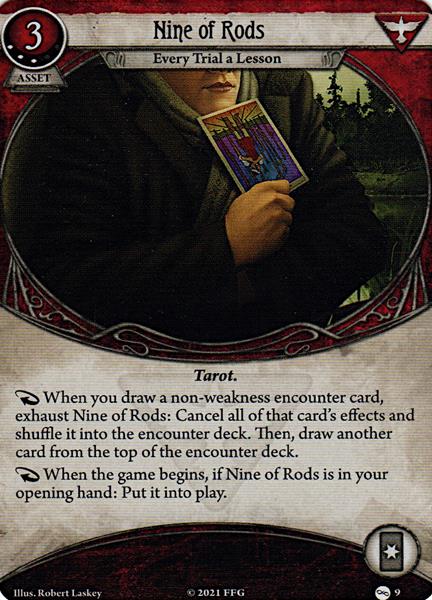 3
ASSET
Nine of Rods
Every Trial a Lesson
Tarot.
When you draw a non-weakness encounter card,
exhaust Nine of Rods: Cancel all of that card's effects and
shuffle it into the encounter deck. Then, draw another
card from the top of the encounter deck.
When the game begins, if Nine of Rods is in your
opening hand: Put it into play.
Illus. Robert Laskey
© 2021 FFG
9